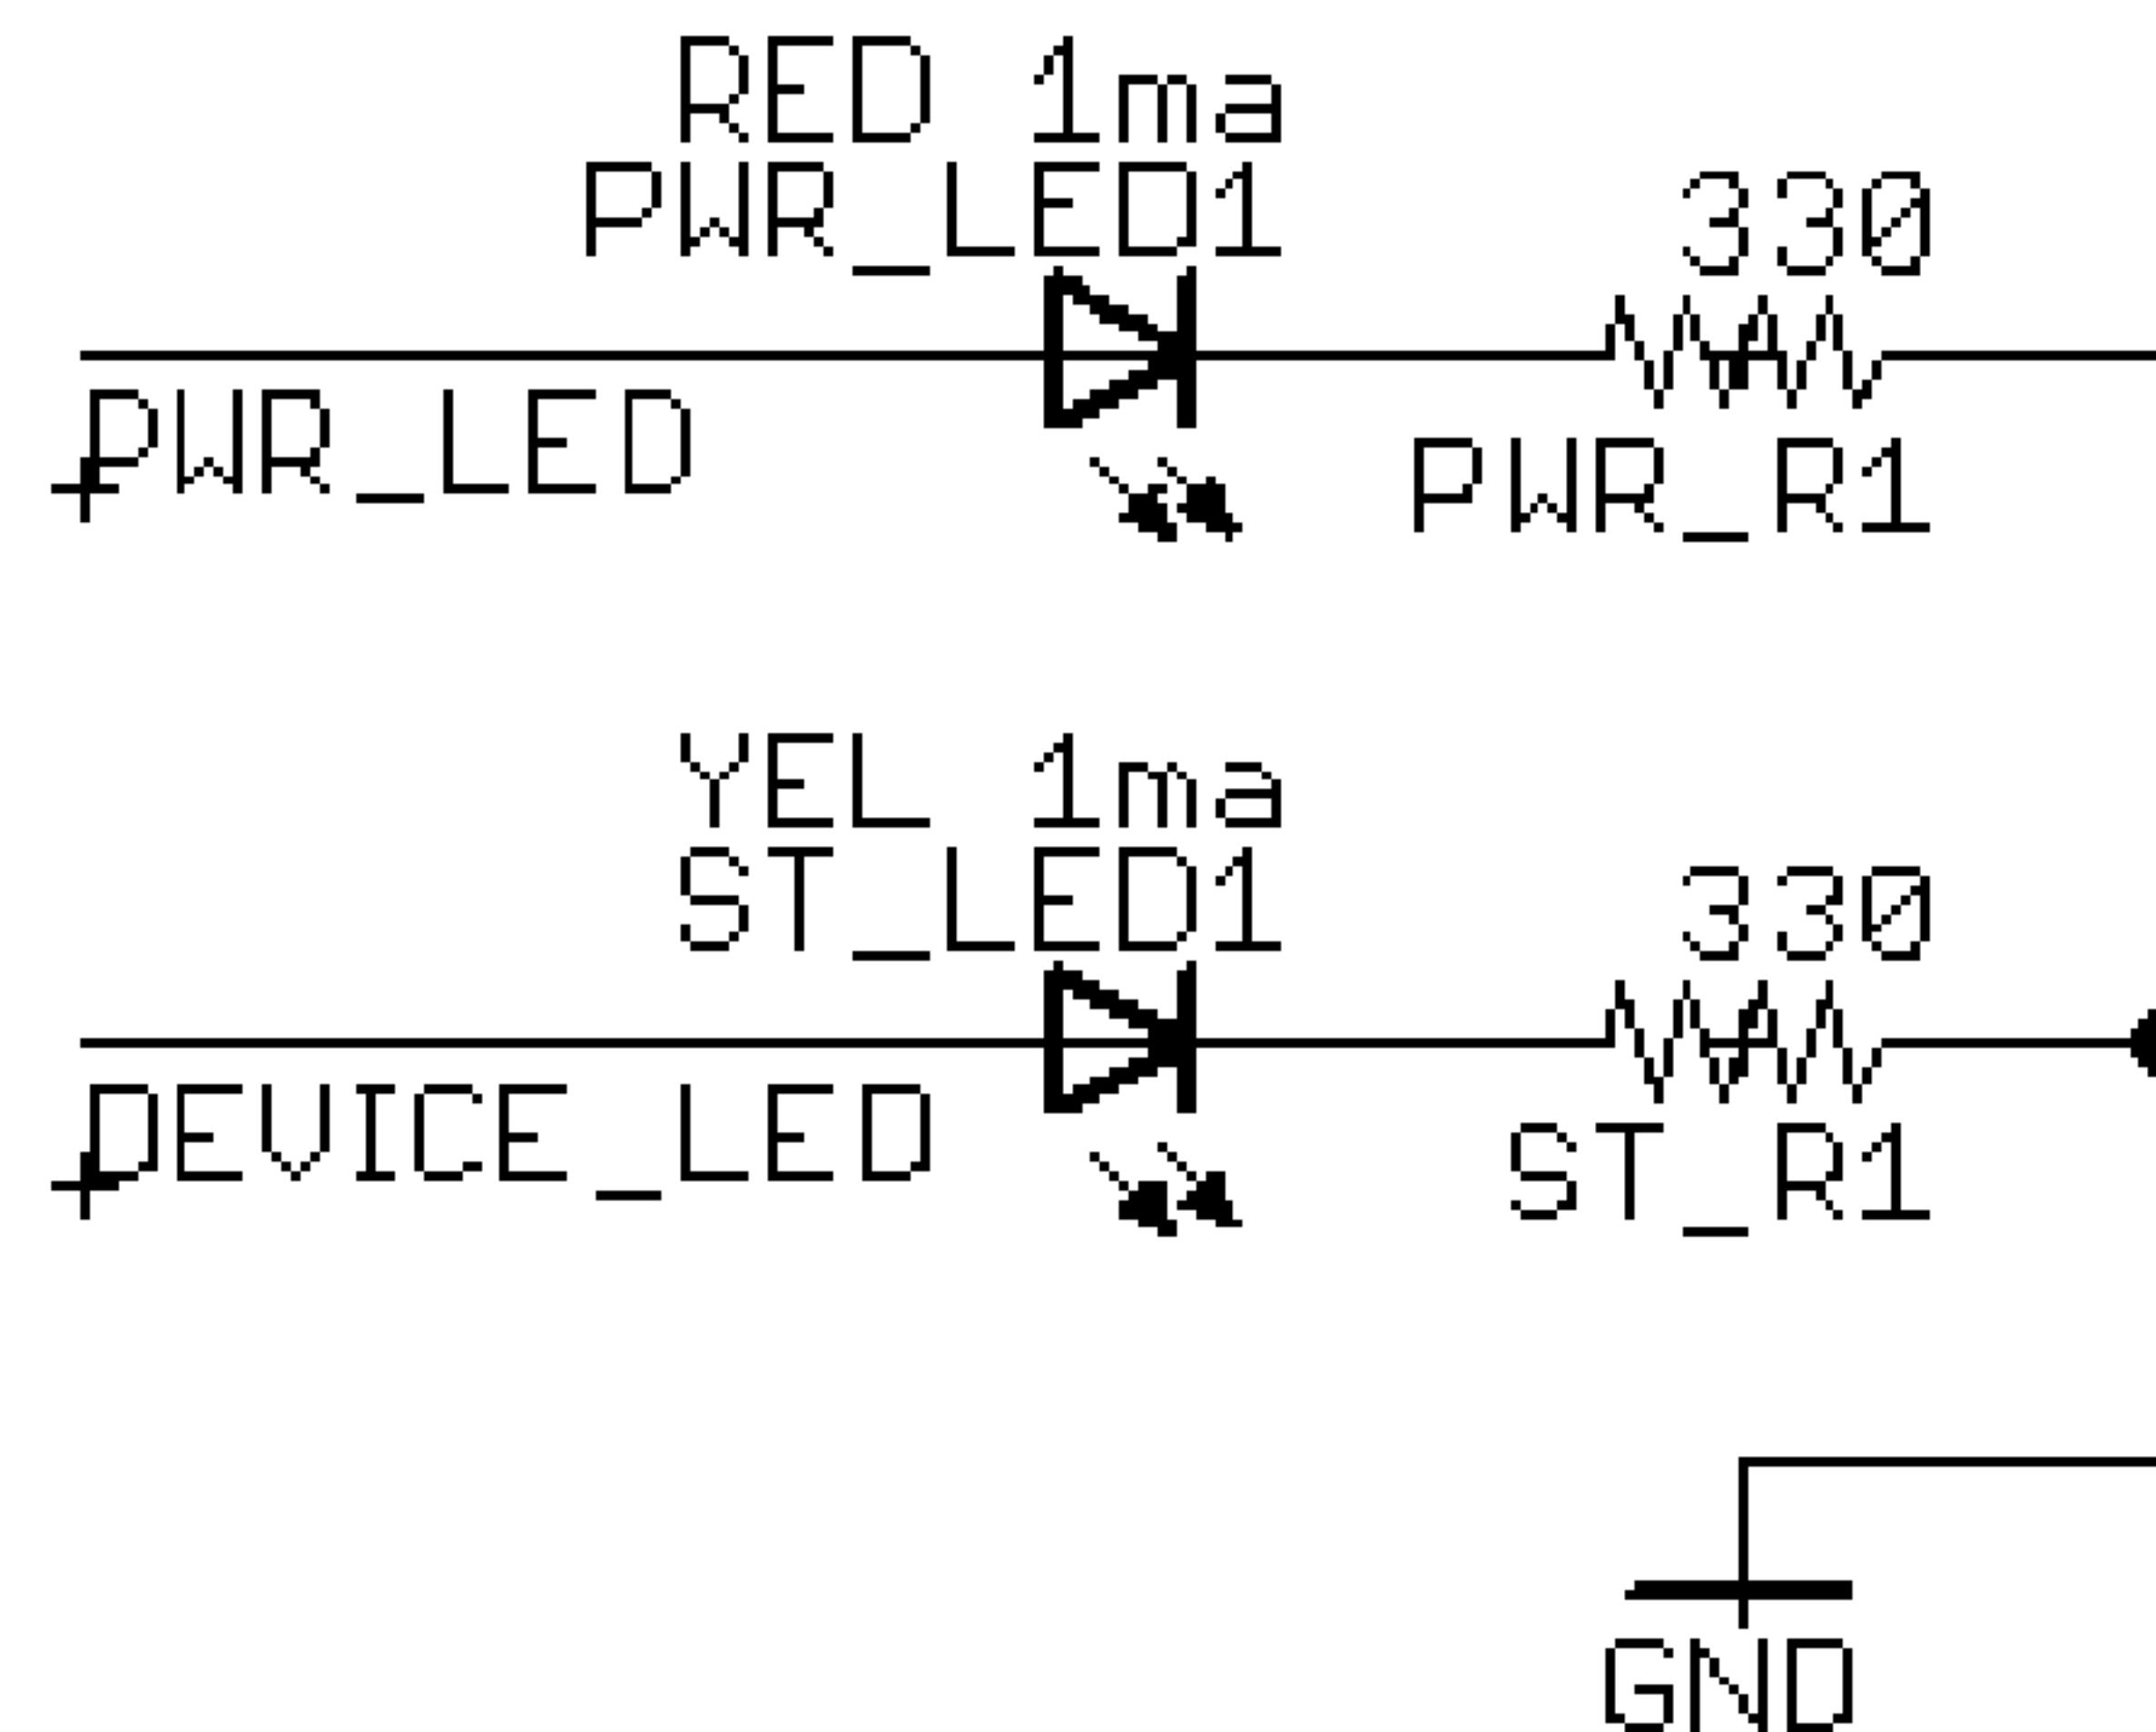 RED 1ma
PWR_LED1
330
PWR_LED
PWR_R1
YEL 1ma
ST_LED1
330
DEVICE_LED
ST_R1
GND